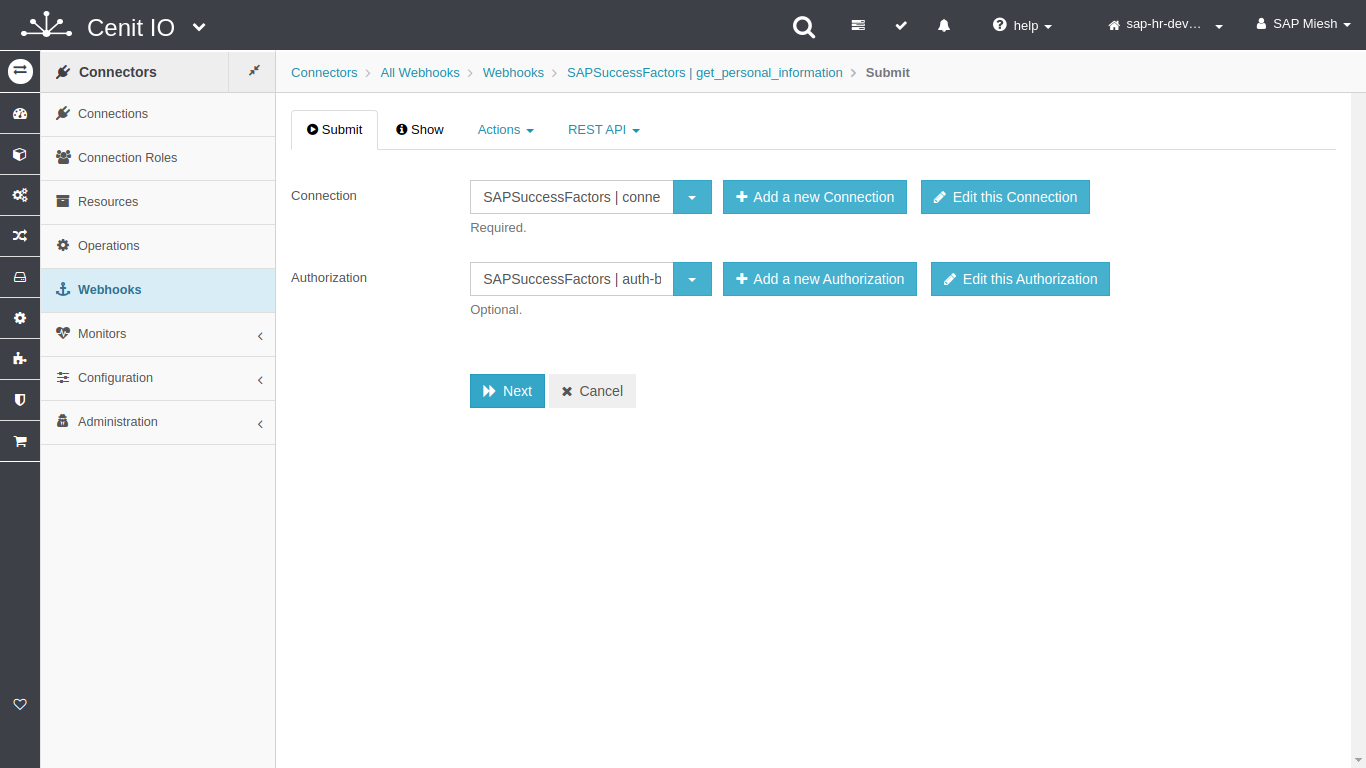 Cenit IO
help
sap-hr-dev…
SAP Miesh
Connectors
Connections
Connection Roles
Resources
Operations
Webhooks
Monitors
Configuration
Administration
Connectors > All Webhooks > Webhooks > SAPSuccessFactors | get_personal_information > Submit
Submit Show Actions REST API
Connection SAPSuccessFactors | conne Add a new Connection Edit this Connection
Required.
Authorization SAPSuccessFactors | auth-b Add a new Authorization Edit this Authorization
Optional.
Next Cancel